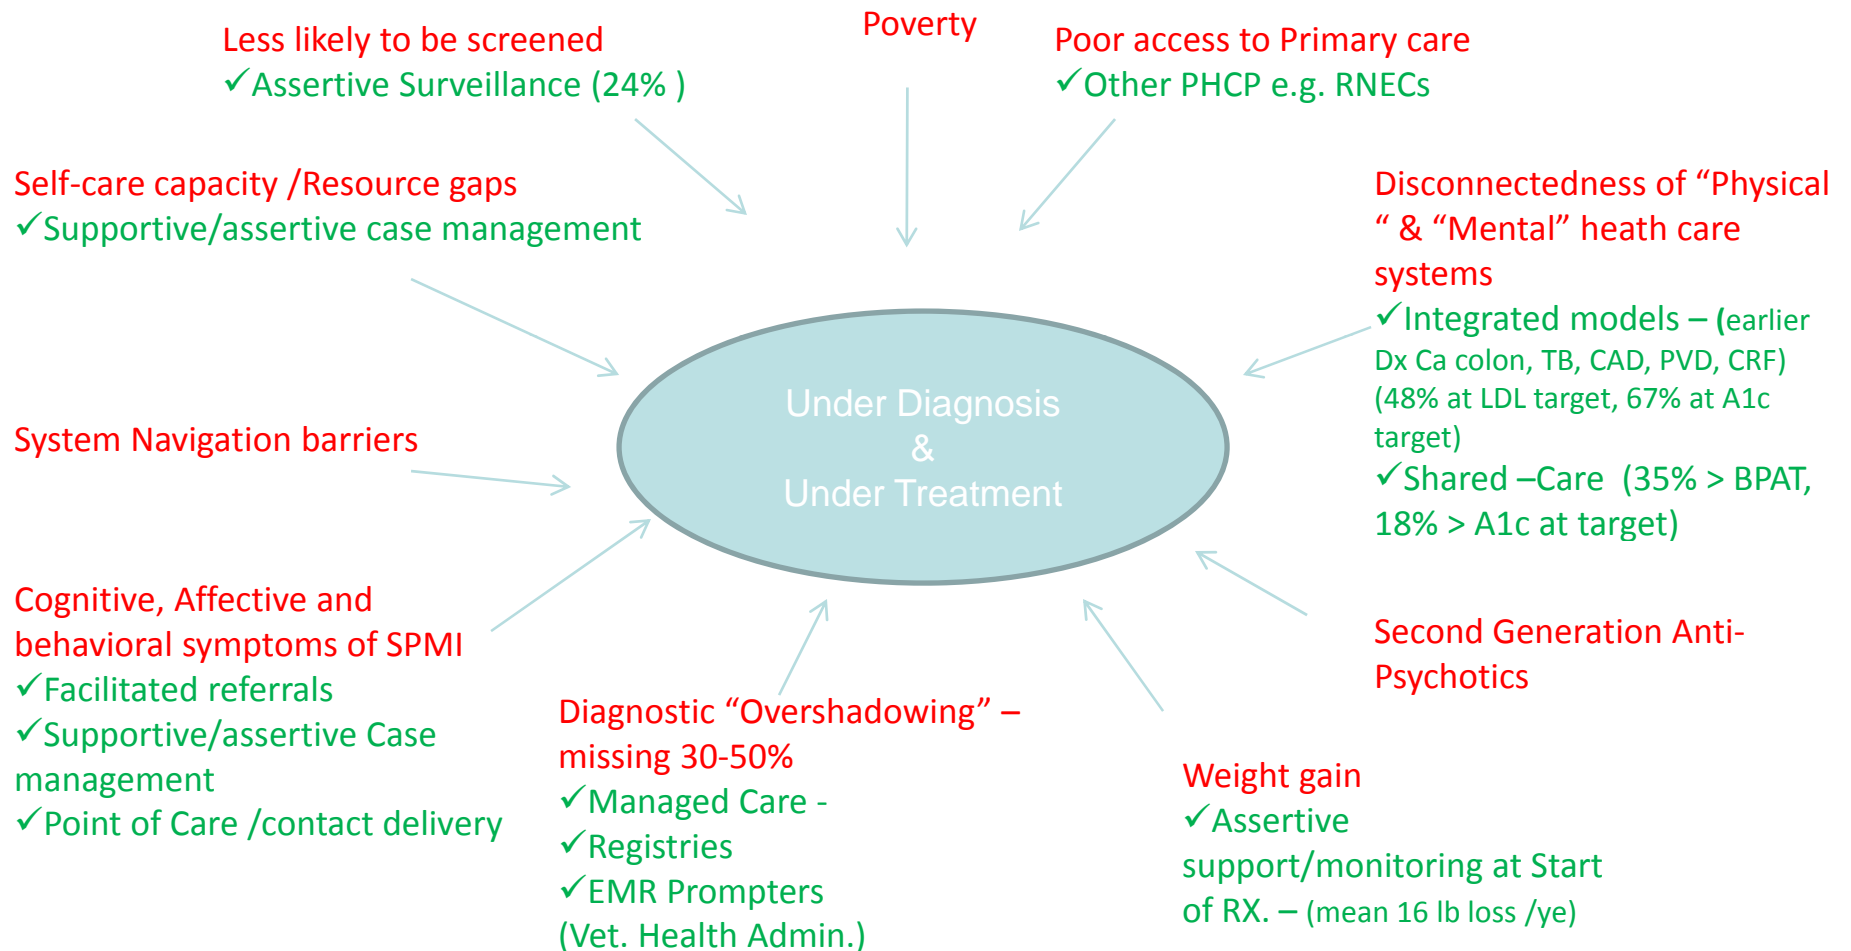 Poverty
Less likely to be screened
✓Assertive Surveillance (24% )
Poor access to Primary care
✓Other PHCP e.g. RNECs
Self-care capacity /Resource gaps
✓Supportive/assertive case management
Disconnectedness of “Physical
“ & “Mental” heath care
systems
✓Integrated models – (earlier
Dx Ca colon, TB, CAD, PVD, CRF)
(48% at LDL target, 67% at A1c
target)
✓Shared –Care (35% > BPAT,
18% > A1c at target)
Under Diagnosis
&
Under Treatment
System Navigation barriers
Cognitive, Affective and
behavioral symptoms of SPMI
✓Facilitated referrals
✓Supportive/assertive Case
management
✓Point of Care /contact delivery
Diagnostic “Overshadowing” –
missing 30-50%
✓Managed Care -
✓Registries
✓EMR Prompters
(Vet. Health Admin.)
Second Generation Anti-
Psychotics
Weight gain
✓Assertive
support/monitoring at Start
of RX. – (mean 16 lb loss /ye)